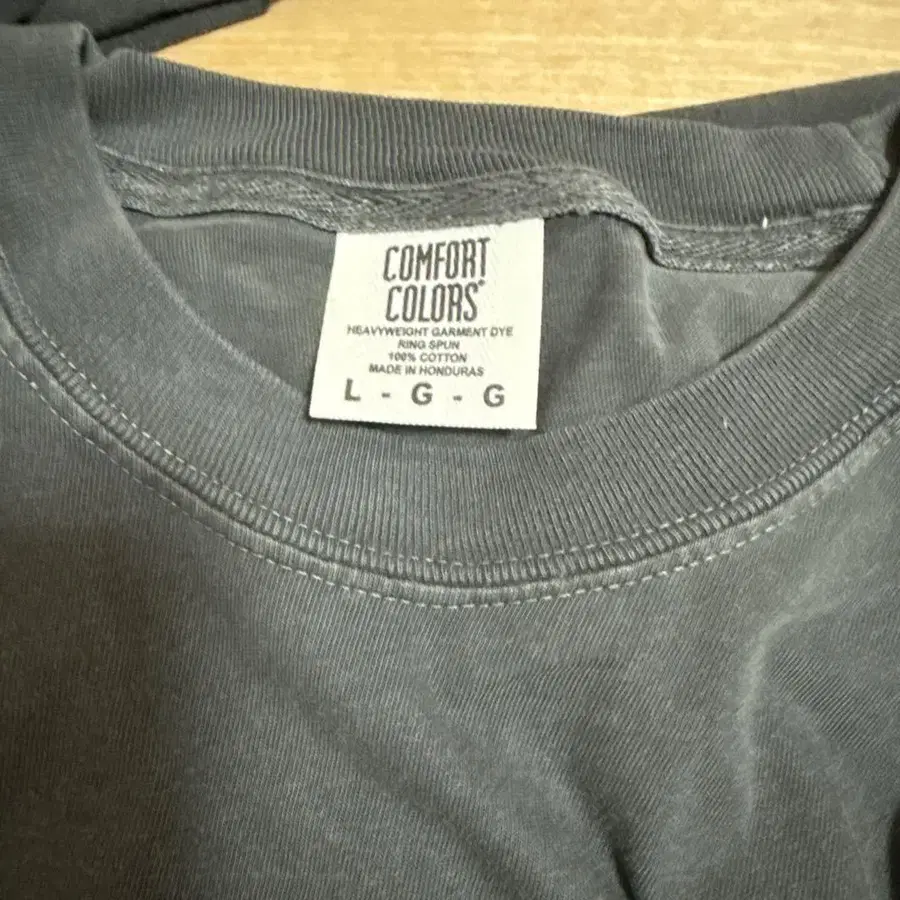 COMFORT
COLORS®
HEAVYWEIGHT GARMENT DYE
RING SPUN
100% COTTON
MADE IN HONDURAS
L - G - G